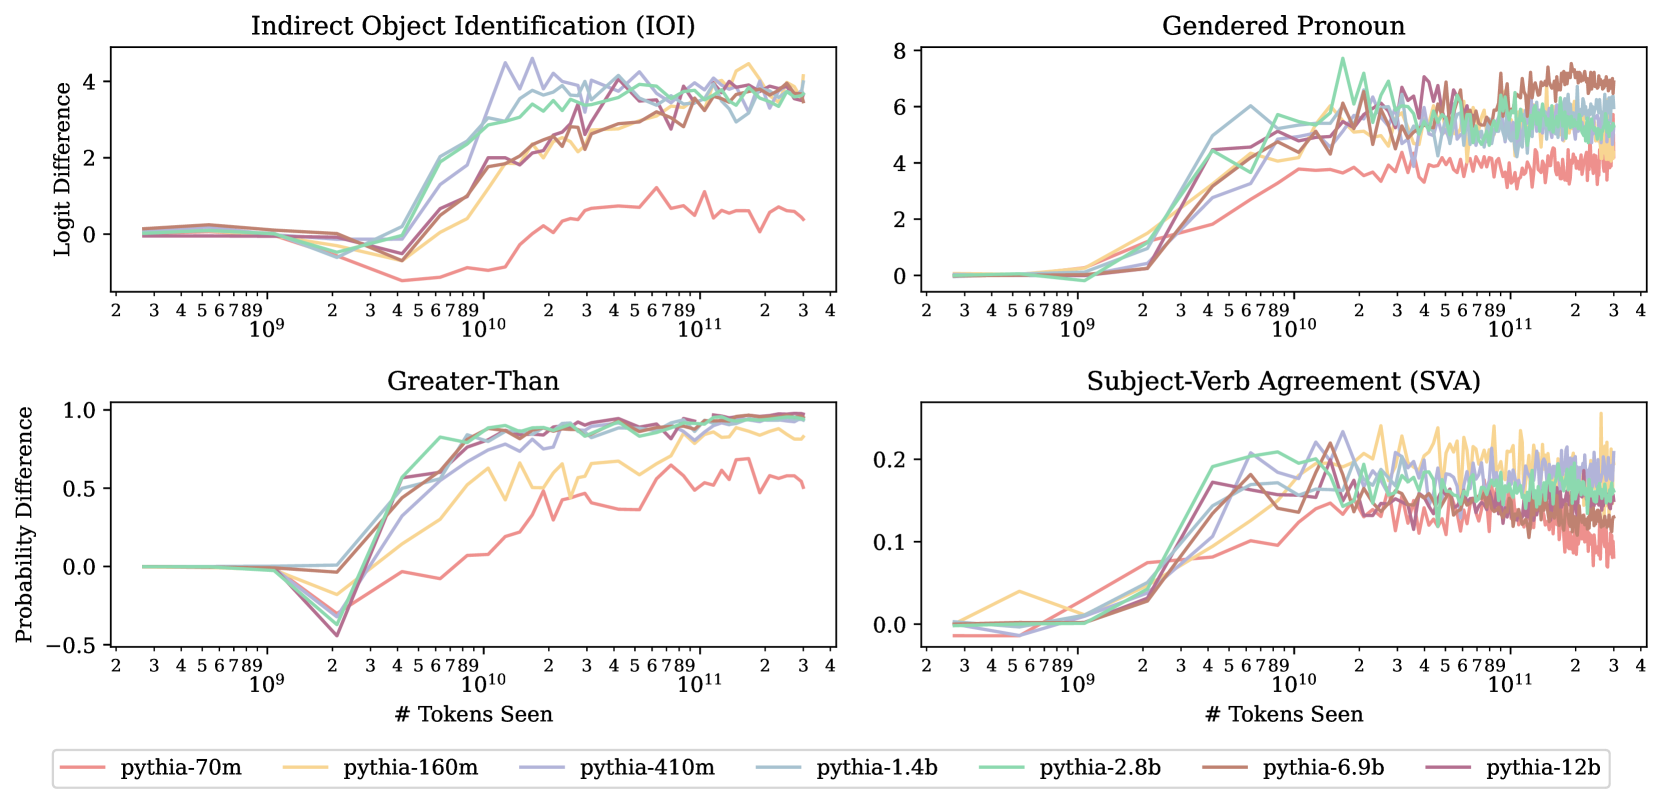 Indirect Object Identification (IOI)
Logit Difference
4
2
0
2 3 4 5 6 7 8 9 2 3 4 5 6 7 8 9 2 3 4
10⁹ 10¹⁰ 10¹¹
Gendered Pronoun
8
6
4
2
0
2 3 4 5 6 7 8 9 2 3 4 5 6 7 8 9 2 3 4
10⁹ 10¹⁰ 10¹¹
Greater-Than
Probability Difference
1.0
0.5
0.0
−0.5
2 3 4 5 6 7 8 9 2 3 4 5 6 7 8 9 2 3 4
10⁹ 10¹⁰ 10¹¹
# Tokens Seen
Subject-Verb Agreement (SVA)
0.2
0.1
0.0
2 3 4 5 6 7 8 9 2 3 4 5 6 7 8 9 2 3 4
10⁹ 10¹⁰ 10¹¹
# Tokens Seen
pythia-70m pythia-160m pythia-410m pythia-1.4b pythia-2.8b pythia-6.9b pythia-12b